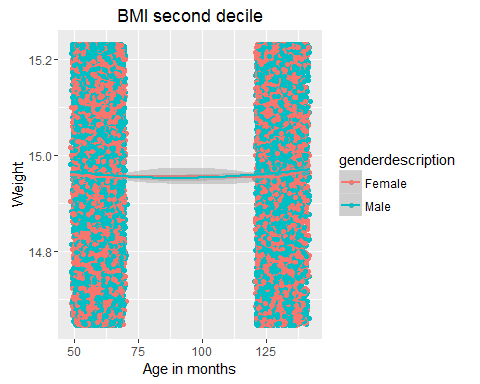 BMI second decile
15.2
15.0
14.8
Weight
50
75
100
125
Age in months
genderdescription
Female
Male